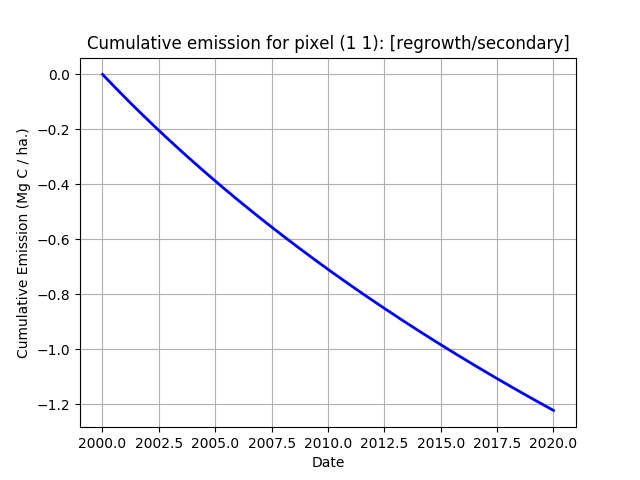 Cumulative emission for pixel (1 1): [regrowth/secondary]
Cumulative Emission (Mg C / ha.)
0.0
−0.2
−0.4
−0.6
−0.8
−1.0
−1.2
2000.0 2002.5 2005.0 2007.5 2010.0 2012.5 2015.0 2017.5 2020.0
Date